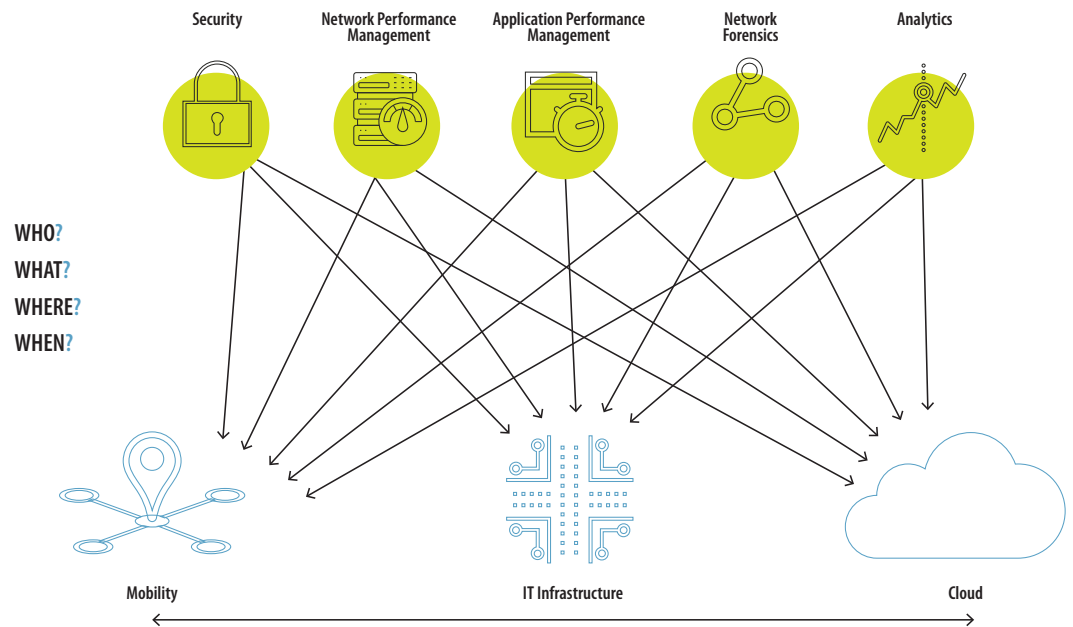 Security
Network Performance
Management
Application Performance
Management
Network
Forensics
Analytics
WHO?
WHAT?
WHERE?
WHEN?
Mobility
IT Infrastructure
Cloud